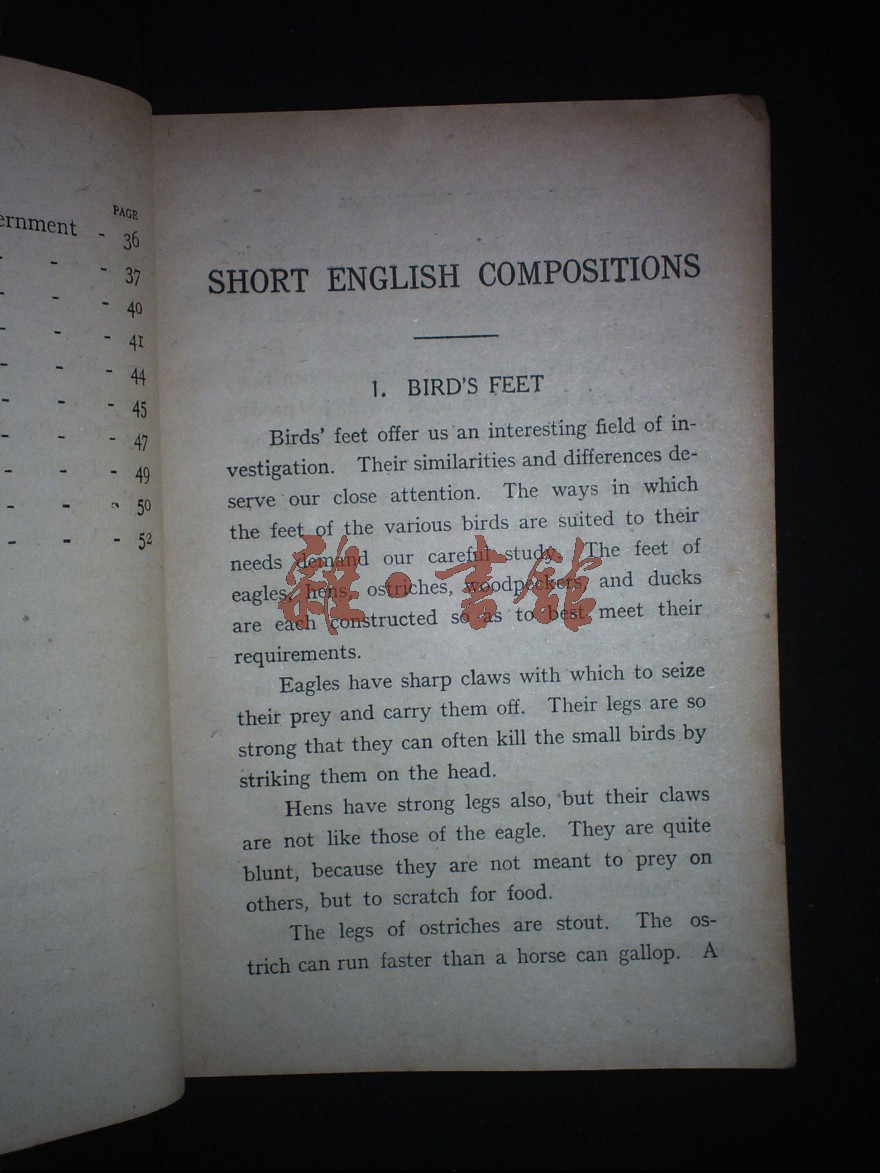 PAGE
ernment - 36
- - 37
- - - 40
- - - 41
- - - 44
- - - 45
- - - 47
- - - 49
- - - 50
- - - 52
SHORT ENGLISH COMPOSITIONS
1. BIRD'S FEET
Birds' feet offer us an interesting field of in-
vestigation. Their similarities and differences de-
serve our close attention. The ways in which
the feet of the various birds are suited to their
needs demand our careful study. The feet of
eagles, hens, ostriches, woodpeckers, and ducks
are each constructed so as to best meet their
requirements.
Eagles have sharp claws with which to seize
their prey and carry them off. Their legs are so
strong that they can often kill the small birds by
striking them on the head.
Hens have strong legs also, but their claws
are not like those of the eagle. They are quite
blunt, because they are not meant to prey on
others, but to scratch for food.
The legs of ostriches are stout. The os-
trich can run faster than a horse can gallop. A
雜·書館